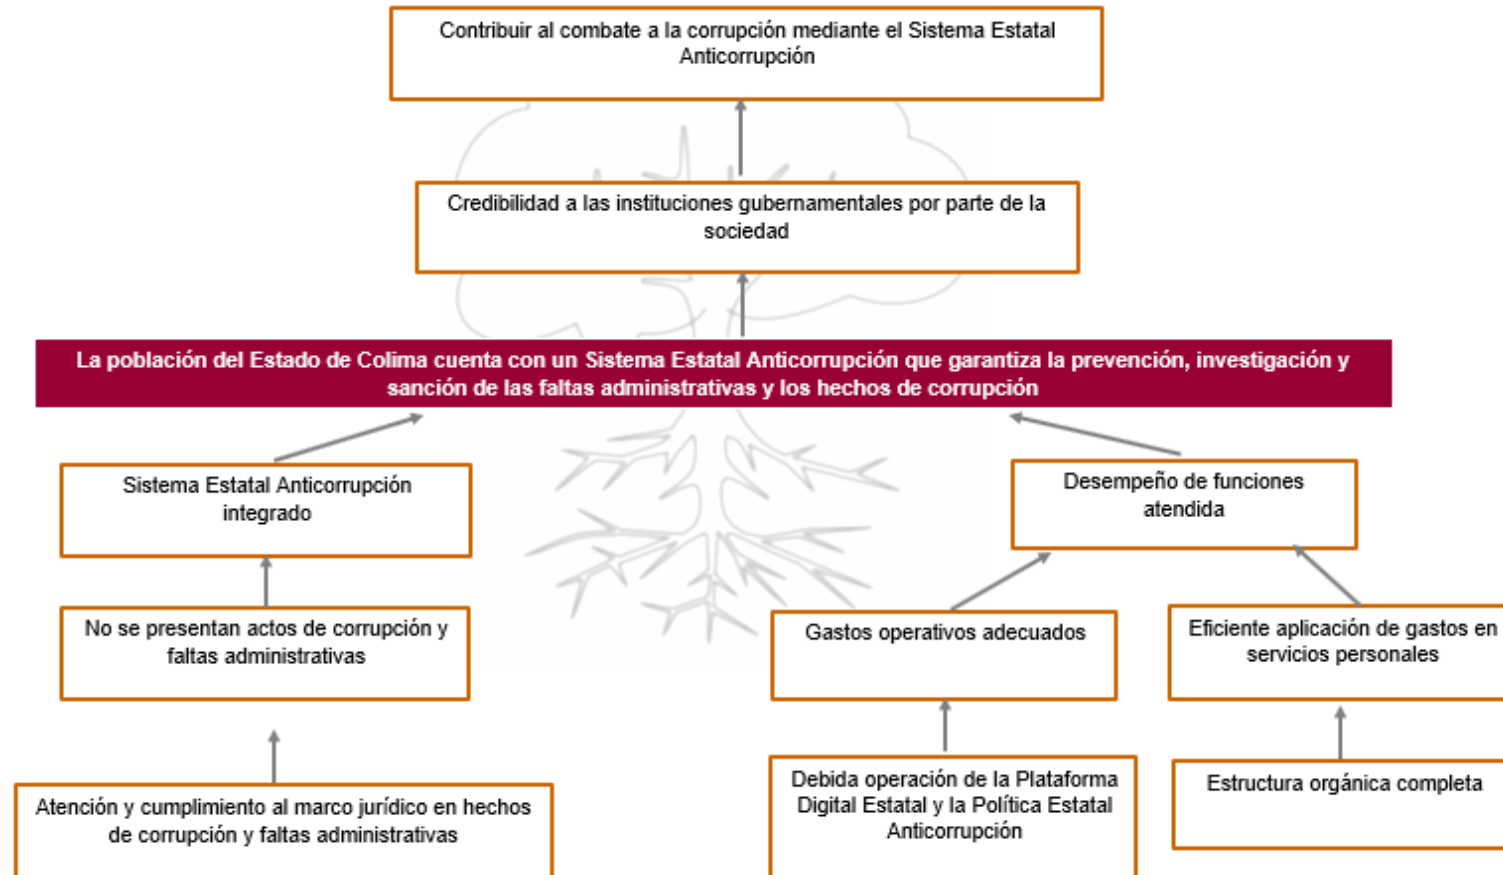 Contribuir al combate a la corrupción mediante el Sistema Estatal
Anticorrupción
Credibilidad a las instituciones gubernamentales por parte de la
sociedad
La población del Estado de Colima cuenta con un Sistema Estatal Anticorrupción que garantiza la prevención, investigación y
sanción de las faltas administrativas y los hechos de corrupción
Sistema Estatal Anticorrupción
integrado
Desempeño de funciones
atendida
No se presentan actos de corrupción y
faltas administrativas
Gastos operativos adecuados
Eficiente aplicación de gastos en
servicios personales
Atención y cumplimiento al marco jurídico en hechos
de corrupción y faltas administrativas
Debida operación de la Plataforma
Digital Estatal y la Política Estatal
Anticorrupción
Estructura orgánica completa